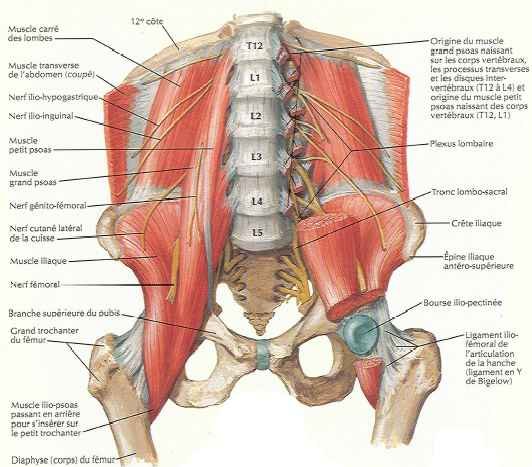 12e côte
Muscle carré
des lombes
Muscle transverse
de l'abdomen (coupé)
Nerf ilio-hypogastrique
Nerf ilio-inguinal
Muscle
petit psoas
Muscle
grand psoas
Nerf génito-fémoral
Nerf cutané latéral
de la cuisse
Muscle iliaque
Nerf fémoral
Branche supérieure du pubis
Grand trochanter
du fémur
Muscle ilio-psoas
passant en arrière
pour s'insérer sur
le petit trochanter
Diaphyse (corps) du fémur
T12
L1
L2
L3
L4
L5
Origine du muscle
grand psoas naissant
sur les corps vertébraux,
les processus transverses
et les disques inter-
vertébraux (T12 à L4) et
origine du muscle petit
psoas naissant des corps
vertébraux (T12, L1)
Plexus lombaire
Tronc lombo-sacral
Crête iliaque
Épine iliaque
antéro-supérieure
Bourse ilio-pectinée
Ligament ilio-
fémoral de
l'articulation
de la hanche
(ligament en Y
de Bigelow)